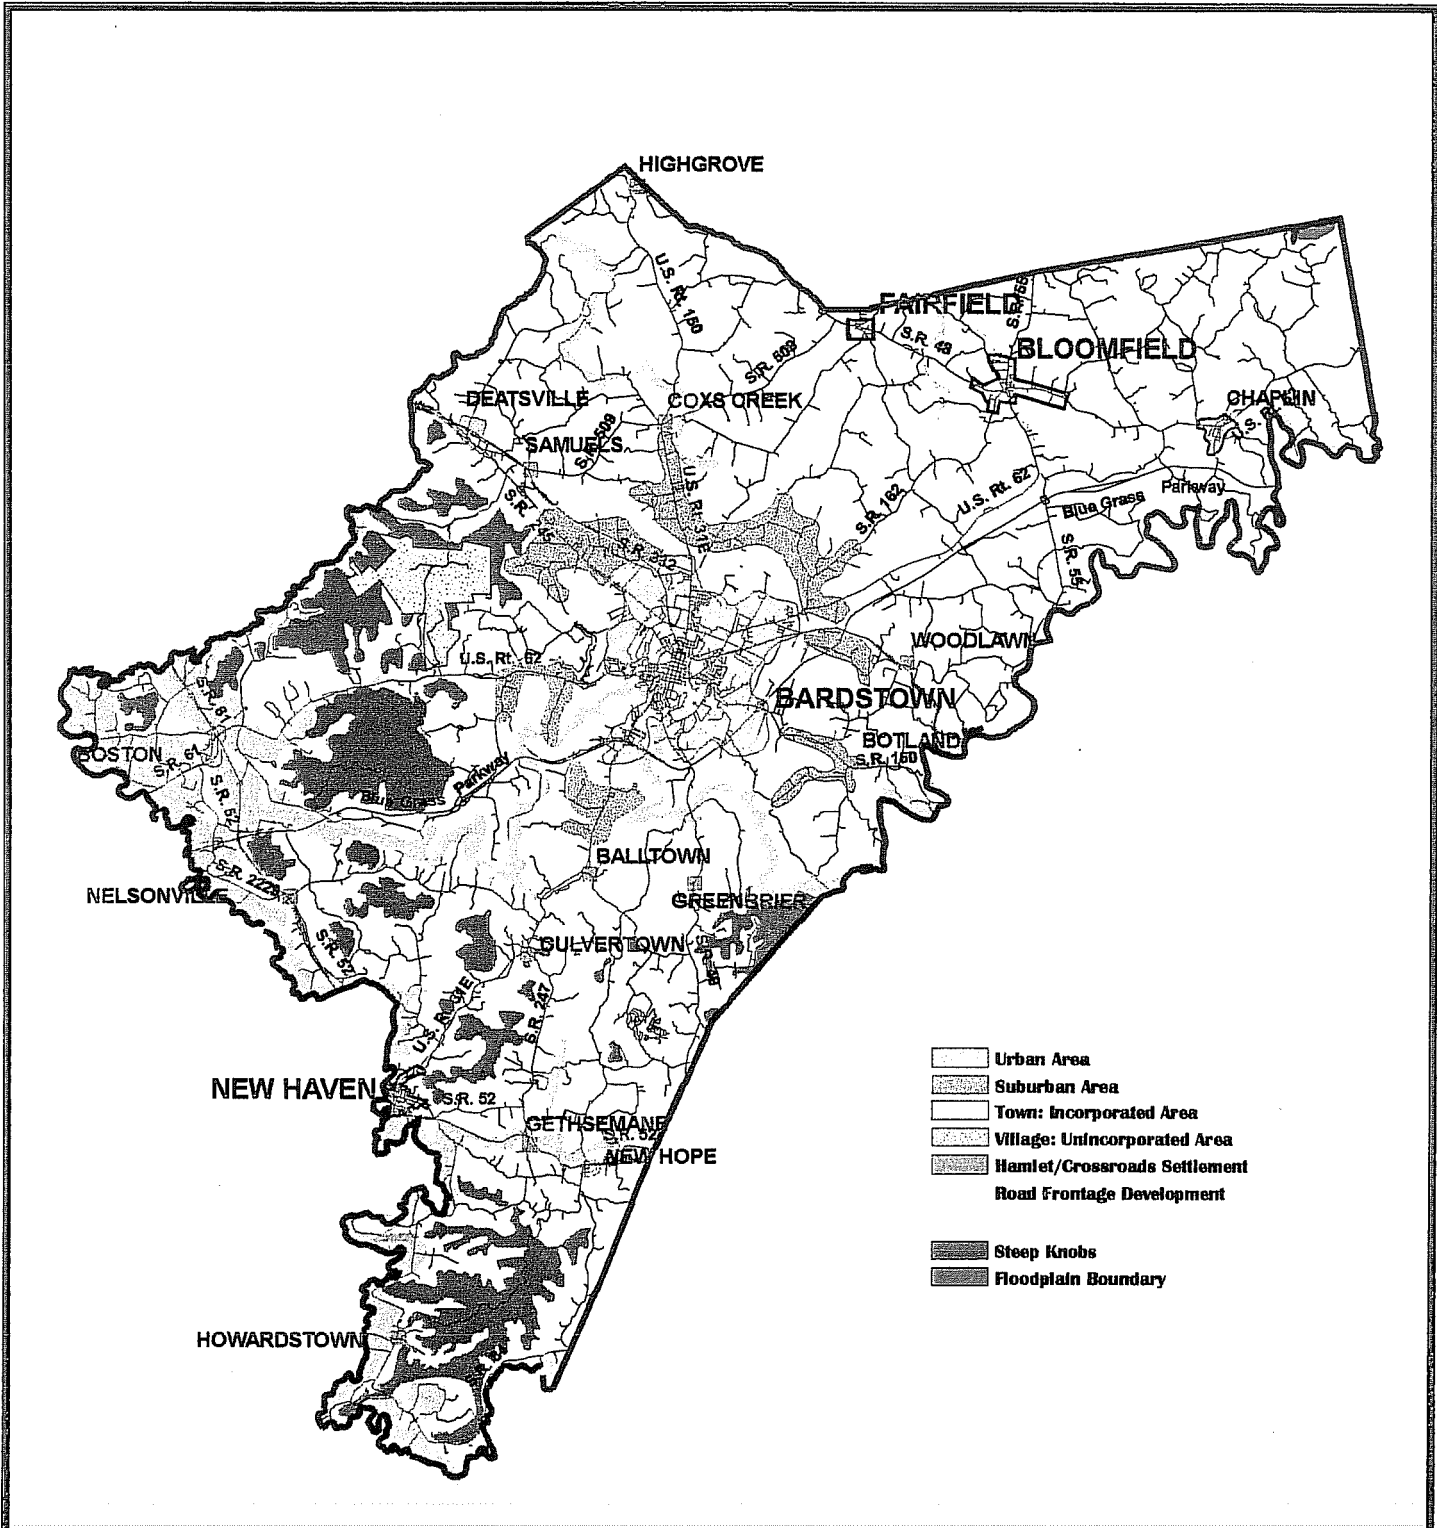 HIGHGROVE
U.S. Rt. 150
FAIRFIELD
S.R. 48
BLOOMFIELD
S.R. 509
DEATSVILLE
COXS CREEK
CHAPLIN
SAMUELS
S.R. 509
U.S. Rt. 31E
S.R. 162
U.S. Rt. 62
Parkway
Blue Grass
S.R. 55
WOODLAWN
U.S. Rt. 62
BARDSTOWN
BOTLAND
S.R. 150
BOSTON
S.R. 61
Parkway
Blue Grass
BALLTOWN
NELSONVILLE
GREENBRIER
CULVERTOWN
S.R. 52
S.R. 247
NEW HAVEN
S.R. 52
GETHSEMANE
S.R. 52
NEW HOPE
HOWARDSTOWN
Urban Area
Suburban Area
Town: Incorporated Area
Village: Unincorporated Area
Hamlet/Crossroads Settlement
Road Frontage Development
Steep Knobs
Floodplain Boundary